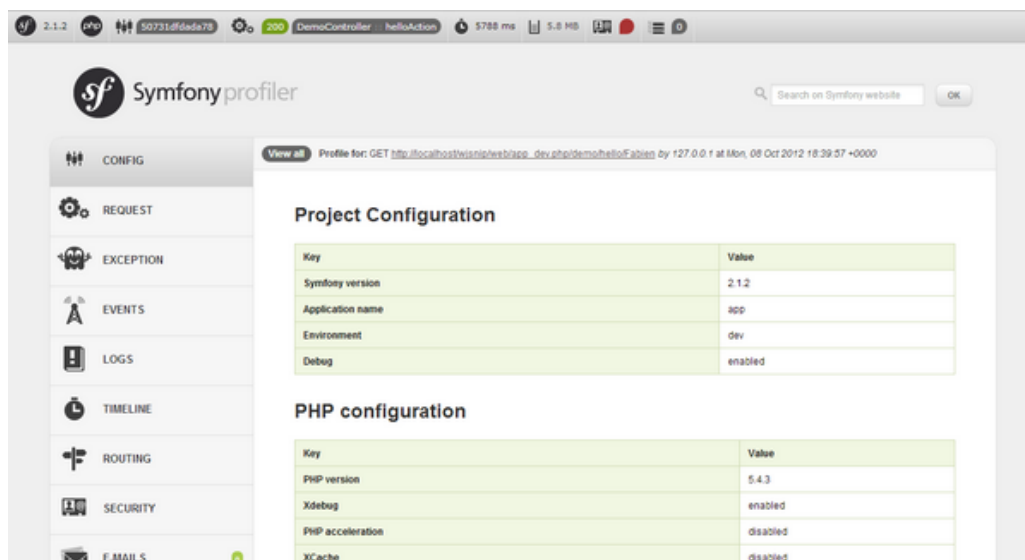 sf 2.1.2 php 50731dfdada78 200 DemoController helloAction 5788 ms 5.8 MB 0
sf Symfony profiler
Search on Symfony website OK
CONFIG
REQUEST
EXCEPTION
EVENTS
LOGS
TIMELINE
ROUTING
SECURITY
E-MAILS
View all Profile for: GET http://localhost/wisnip/web/app_dev.php/demo/hello/Fabien by 127.0.0.1 at Mon, 08 Oct 2012 18:39:57 +0000
Project Configuration
Key Value
Symfony version 2.1.2
Application name app
Environment dev
Debug enabled
PHP configuration
Key Value
PHP version 5.4.3
Xdebug enabled
PHP acceleration disabled
XCache disabled